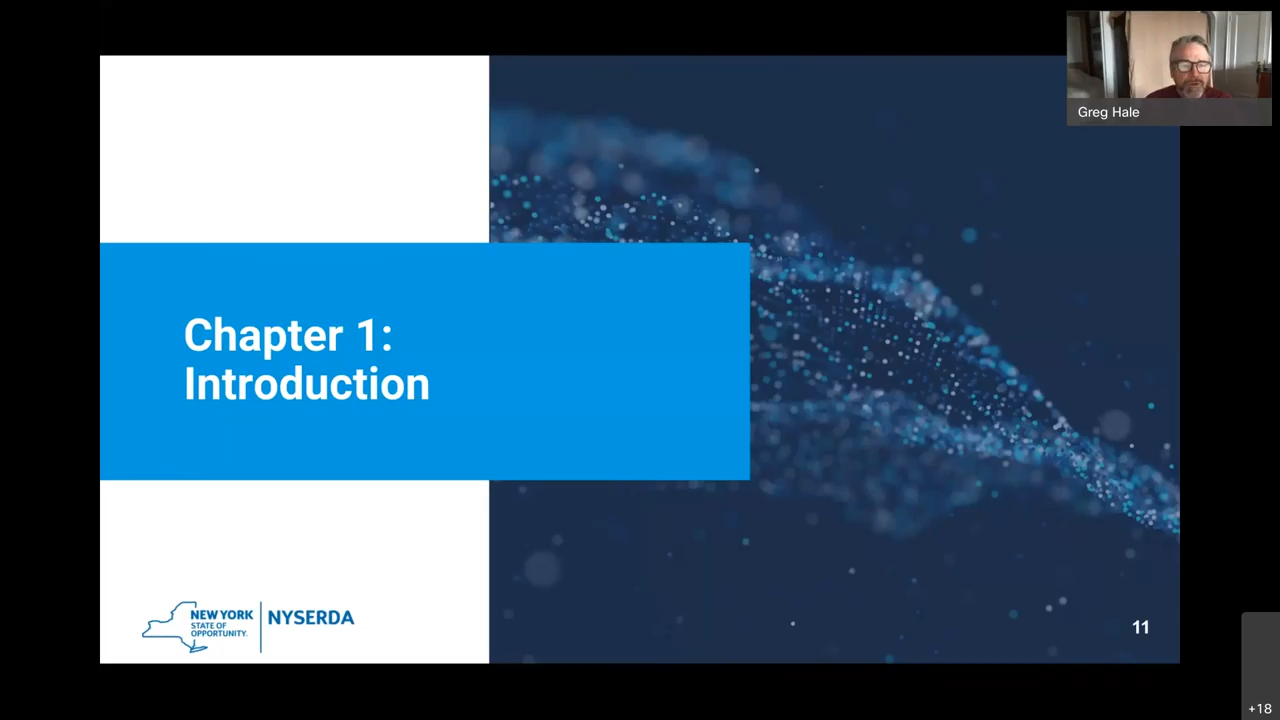 Greg Hale
Chapter 1:
Introduction
NEW YORK
STATE OF
OPPORTUNITY.
NYSERDA
11
+18